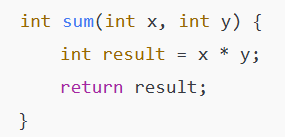 int sum(int x, int y) {
    int result = x * y;
    return result;
}